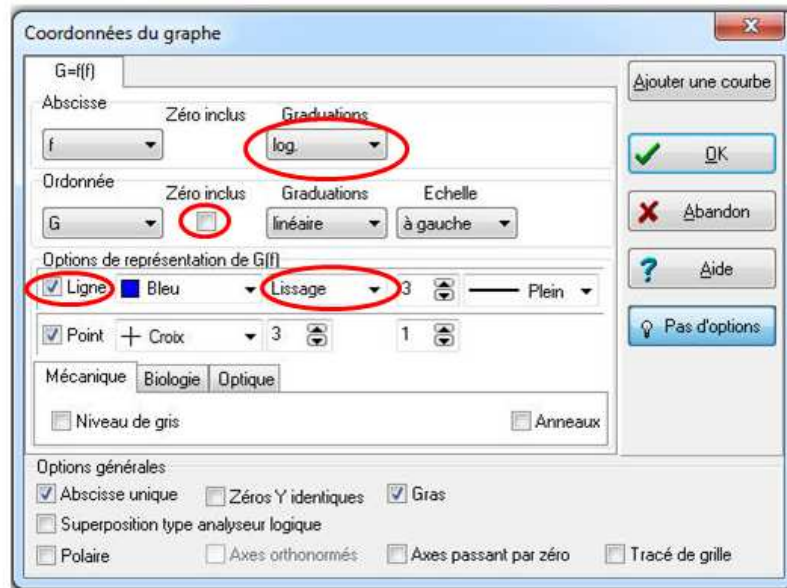 Coordonnées du graphe
G=f(f)
Ajouter une courbe
Abscisse
Zéro inclus Graduations
f log.
OK
Ordonnée
Zéro inclus Graduations Echelle
G linéaire à gauche
Abandon
Options de représentation de G(f)
Ligne Bleu Lissage 3 Plein
Aide
Point Croix 3 1
Pas d'options
Mécanique Biologie Optique
Niveau de gris Anneaux
Options générales
Abscisse unique Zéros Y identiques Gras
Superposition type analyseur logique
Polaire Axes orthonormés Axes passant par zéro Tracé de grille